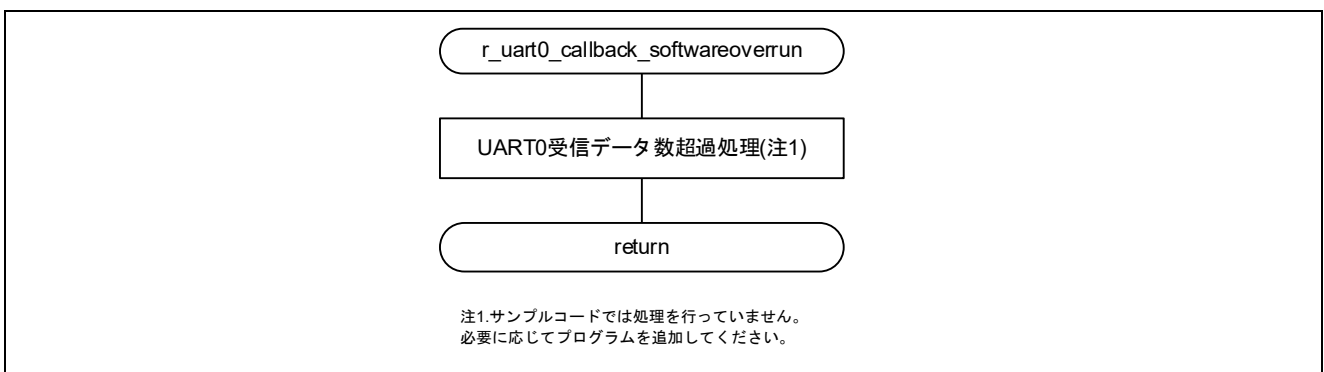 r_uart0_callback_softwareoverrun
UART0受信データ数超過処理(注1)
return
注1.サンプルコードでは処理を行っていません。
必要に応じてプログラムを追加してください。